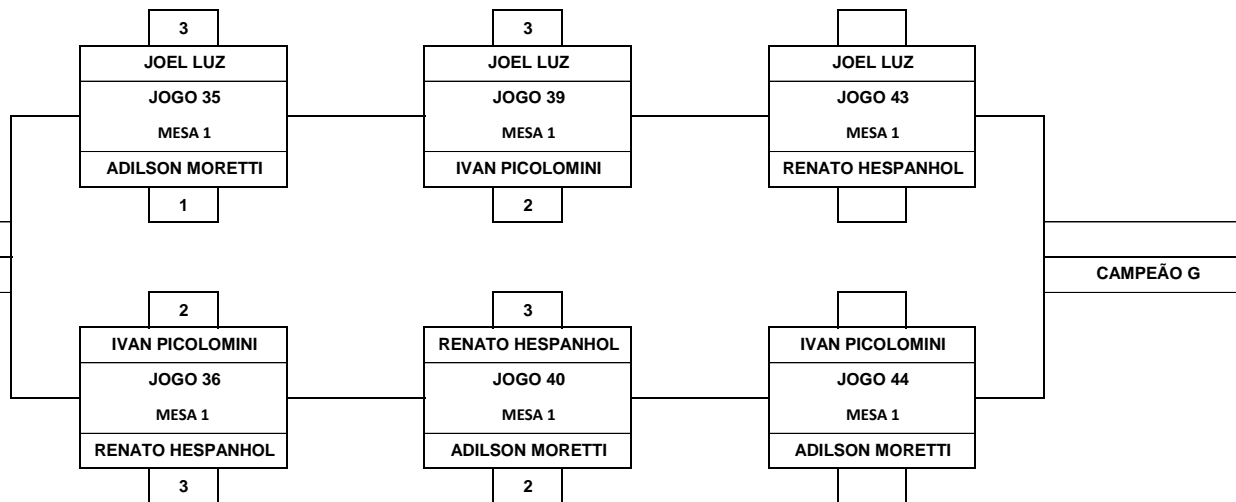 3
JOEL LUZ
JOGO 35
MESA 1
ADILSON MORETTI
1
3
JOEL LUZ
JOGO 39
MESA 1
IVAN PICOLOMINI
2
JOEL LUZ
JOGO 43
MESA 1
RENATO HESPANHOL
CAMPEÃO G
2
IVAN PICOLOMINI
JOGO 36
MESA 1
RENATO HESPANHOL
3
3
RENATO HESPANHOL
JOGO 40
MESA 1
ADILSON MORETTI
2
IVAN PICOLOMINI
JOGO 44
MESA 1
ADILSON MORETTI